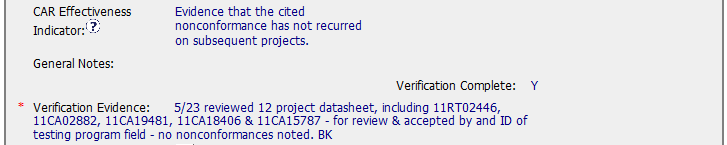 CAR Effectiveness Evidence that the cited
Indicator:? nonconformance has not recurred
on subsequent projects.
General Notes:
Verification Complete: Y
* Verification Evidence: 5/23 reviewed 12 project datasheet, including 11RT02446,
11CA02882, 11CA19481, 11CA18406 & 11CA15787 - for review & accepted by and ID of
testing program field - no nonconformances noted. BK